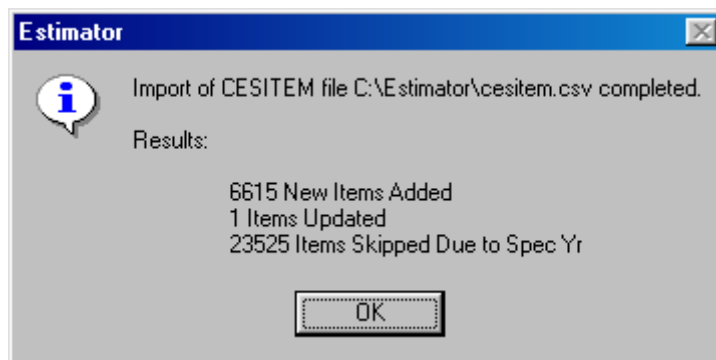 Estimator
Import of CESITEM file C:\Estimator\cesitem.csv completed.
Results:
6615 New Items Added
1 Items Updated
23525 Items Skipped Due to Spec Yr
OK